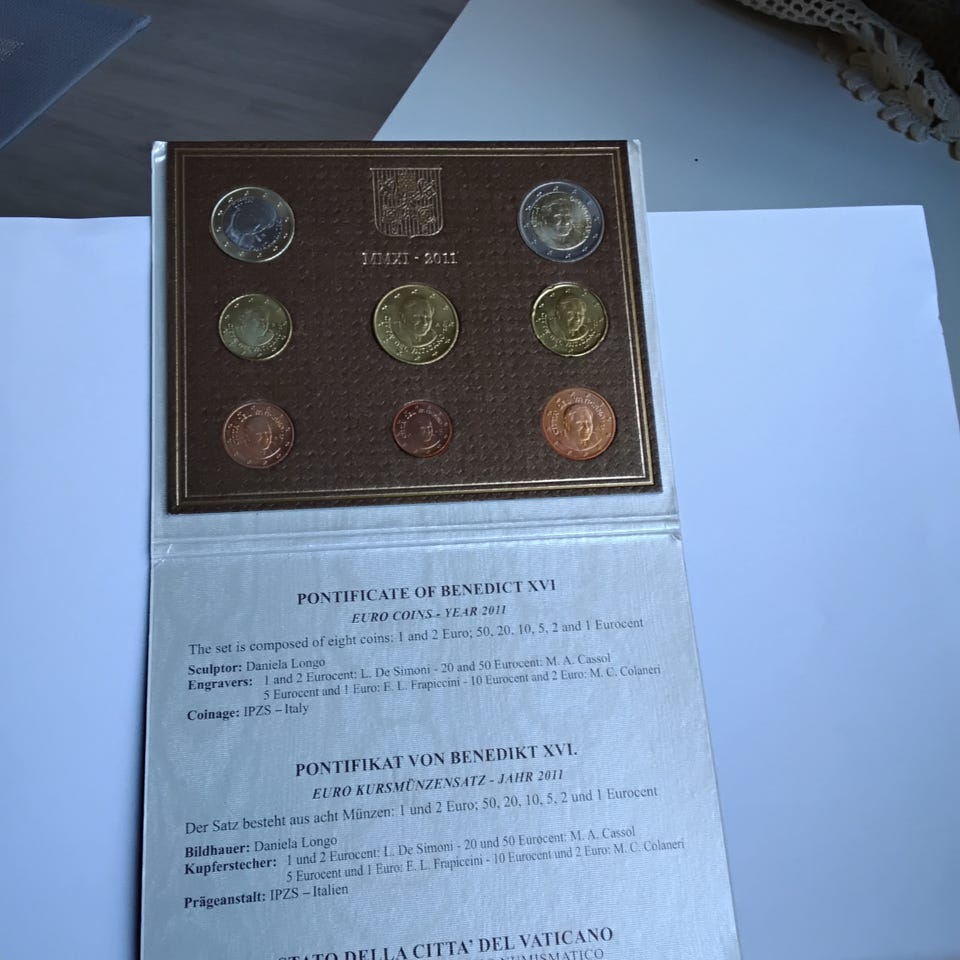 MMXI - 2011
PONTIFICATE OF BENEDICT XVI
EURO COINS - YEAR 2011
The set is composed of eight coins: 1 and 2 Euro; 50, 20, 10, 5, 2 and 1 Eurocent
Sculptor: Daniela Longo
Engravers: 1 and 2 Eurocent: L. De Simoni - 20 and 50 Eurocent: M. A. Cassol
5 Eurocent and 1 Euro: E. L. Frapiccini - 10 Eurocent and 2 Euro: M. C. Colaneri
Coinage: IPZS – Italy
PONTIFIKAT VON BENEDIKT XVI.
EURO KURSMÜNZENSATZ - JAHR 2011
Der Satz besteht aus acht Münzen: 1 und 2 Euro; 50, 20, 10, 5, 2 und 1 Eurocent
Bildhauer: Daniela Longo
Kupferstecher: 1 und 2 Eurocent: L. De Simoni - 20 und 50 Eurocent: M. A. Cassol
5 Eurocent und 1 Euro: E. L. Frapiccini - 10 Eurocent und 2 Euro: M. C. Colaneri
Prägeanstalt: IPZS – Italien
STATO DELLA CITTA' DEL VATICANO
NUMISMATICO